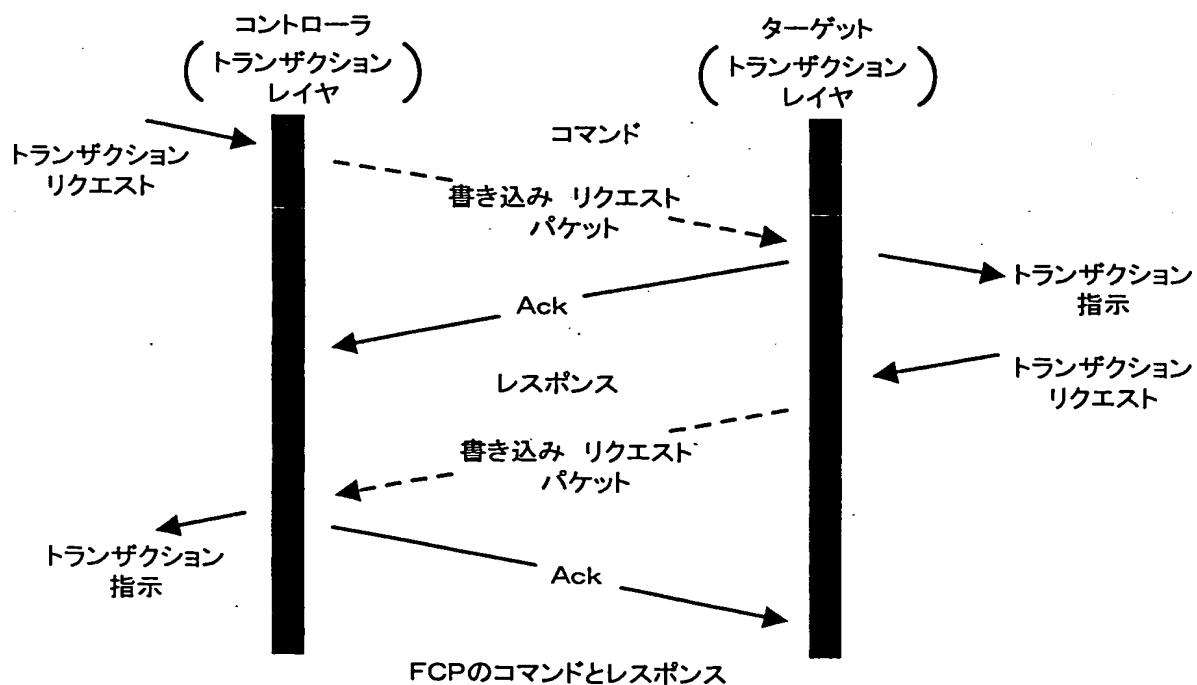 コントローラ
(トランザクション
レイヤ)
ターゲット
(トランザクション
レイヤ)
トランザクション
リクエスト
コマンド
書き込み リクエスト
パケット
Ack
トランザクション
指示
レスポンス
トランザクション
リクエスト
書き込み リクエスト
パケット
トランザクション
指示
Ack
FCPのコマンドとレスポンス